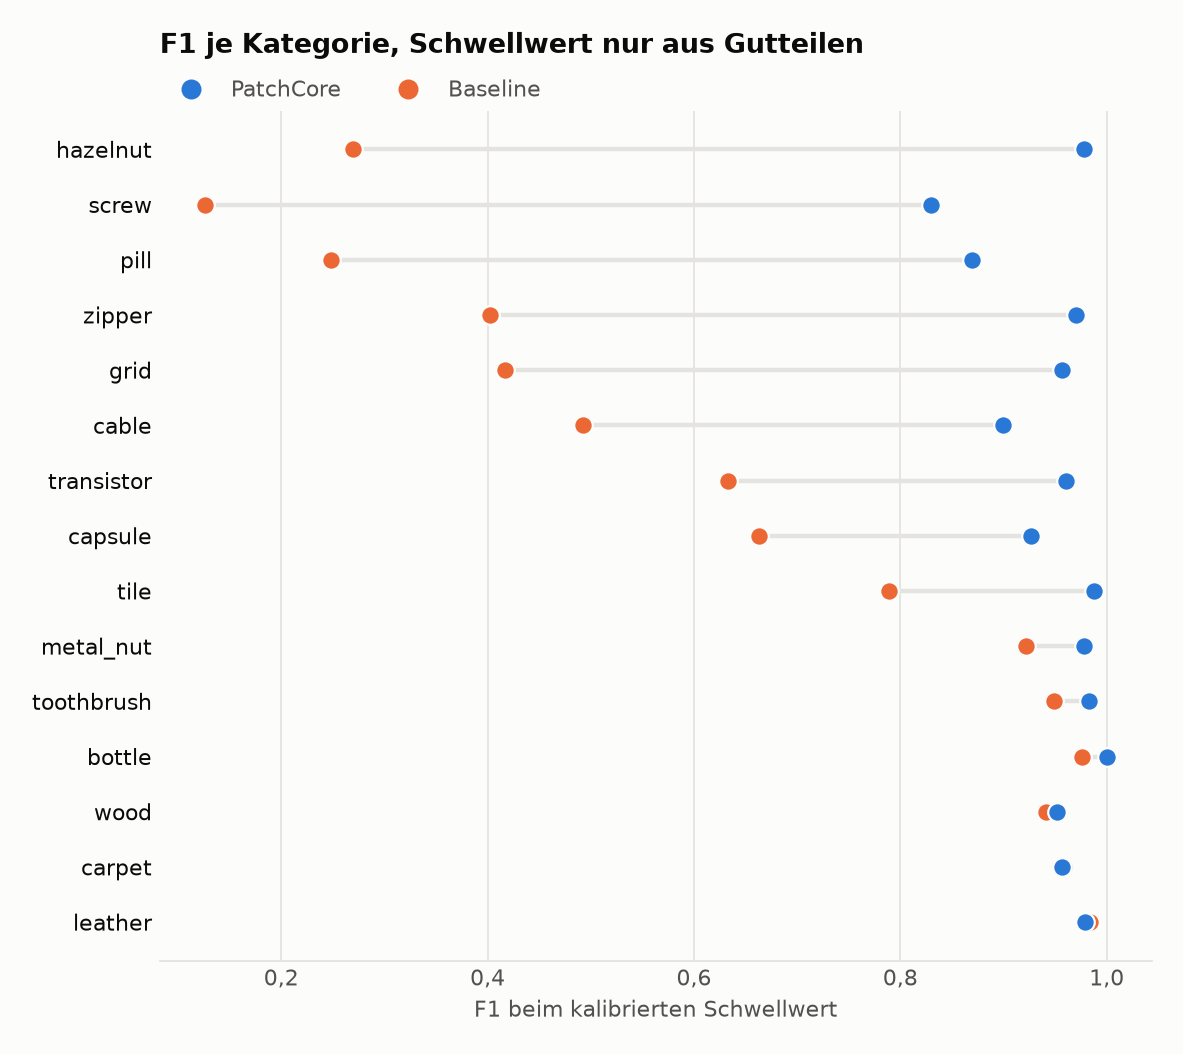 F1 je Kategorie, Schwellwert nur aus Gutteilen
PatchCore Baseline
hazelnut
screw
pill
zipper
grid
cable
transistor
capsule
tile
metal_nut
toothbrush
bottle
wood
carpet
leather
0,2 0,4 0,6 0,8 1,0
F1 beim kalibrierten Schwellwert